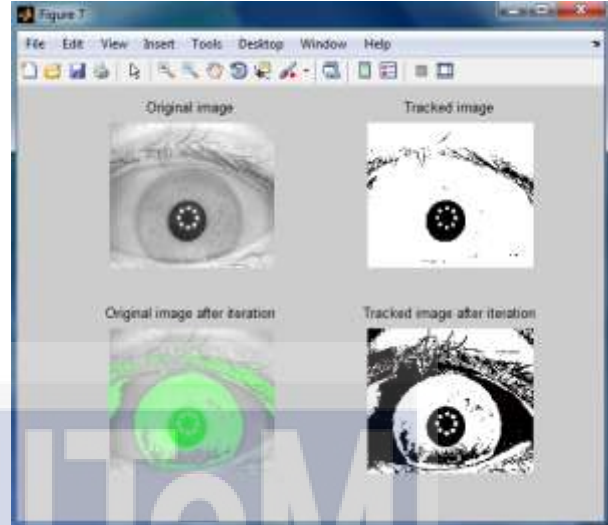 Figure 7
File Edit View Insert Tools Desktop Window Help
Original image Tracked image
Original image after iteration Tracked image after iteration